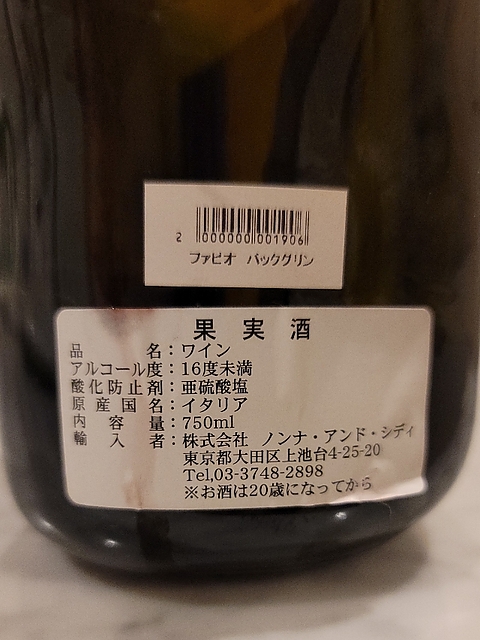 2 000000 001906
ファビオ バックグリン
果実酒
品名：ワイン
アルコール度：16度未満
酸化防止剤：亜硫酸塩
原産国名：イタリア
内容量：750ml
輸入者：株式会社 ノンナ・アンド・シディ
東京都大田区上池台4-25-20
Tel,03-3748-2898
※お酒は20歳になってから